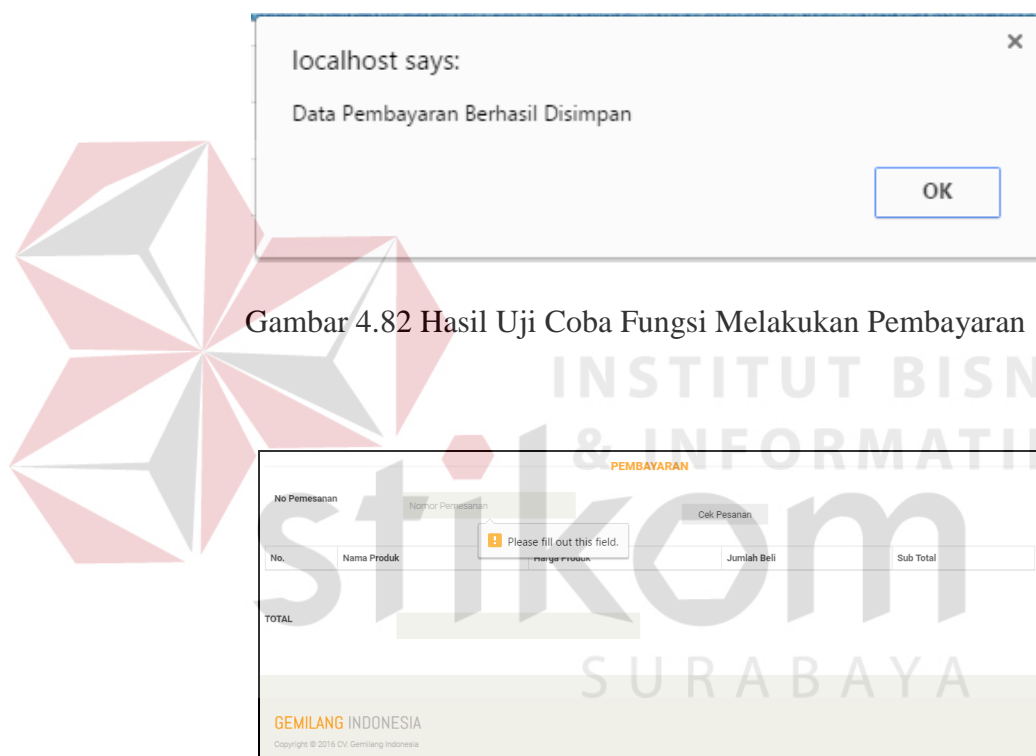 localhost says:
Data Pembayaran Berhasil Disimpan
OK
Gambar 4.82 Hasil Uji Coba Fungsi Melakukan Pembayaran
INSTITUT BISN
& INFORMATI
stikom
SURABAYA
PEMBAYARAN
No Pemesanan
Nomor Pemesanan
Cek Pesanan
Please fill out this field.
No. Nama Produk Harga Produk Jumlah Beli Sub Total
TOTAL
GEMILANG INDONESIA
Copyright © 2016 CV. Gemilang Indonesia